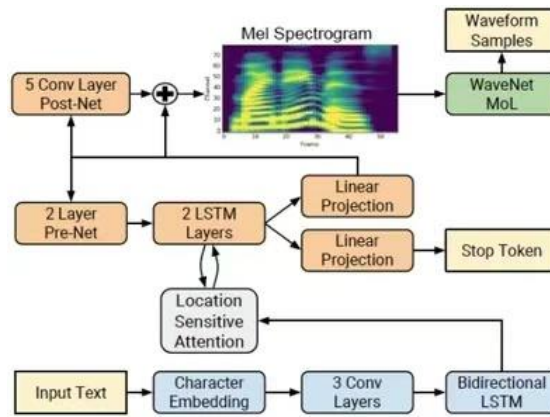 Mel Spectrogram
Waveform
Samples
5 Conv Layer
Post-Net
WaveNet
MoL
2 Layer
Pre-Net
2 LSTM
Layers
Linear
Projection
Linear
Projection
Stop Token
Location
Sensitive
Attention
Input Text
Character
Embedding
3 Conv
Layers
Bidirectional
LSTM